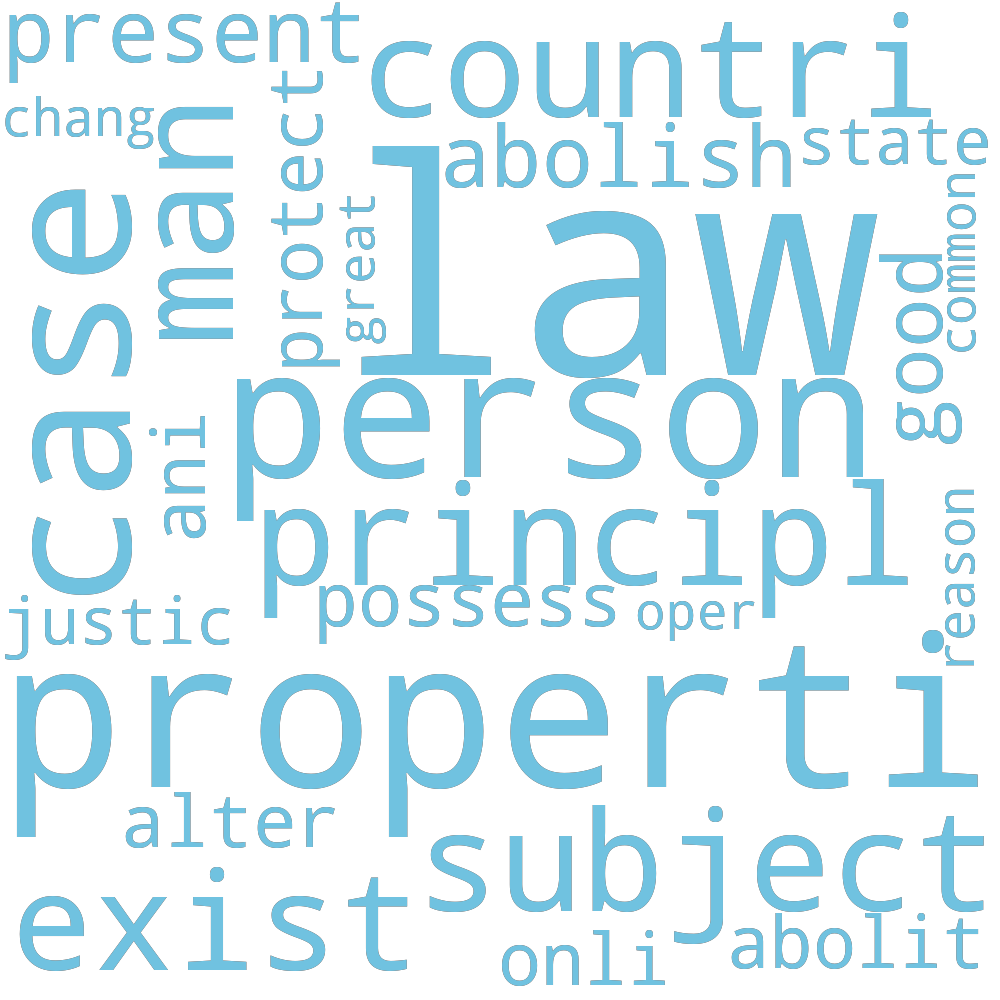 present
countri
chang
man
protect
abolish
state
case
great
law
common
good
person
ani
principl
possess
oper
reason
justic
properti
alter
subject
exist
onli
abolit